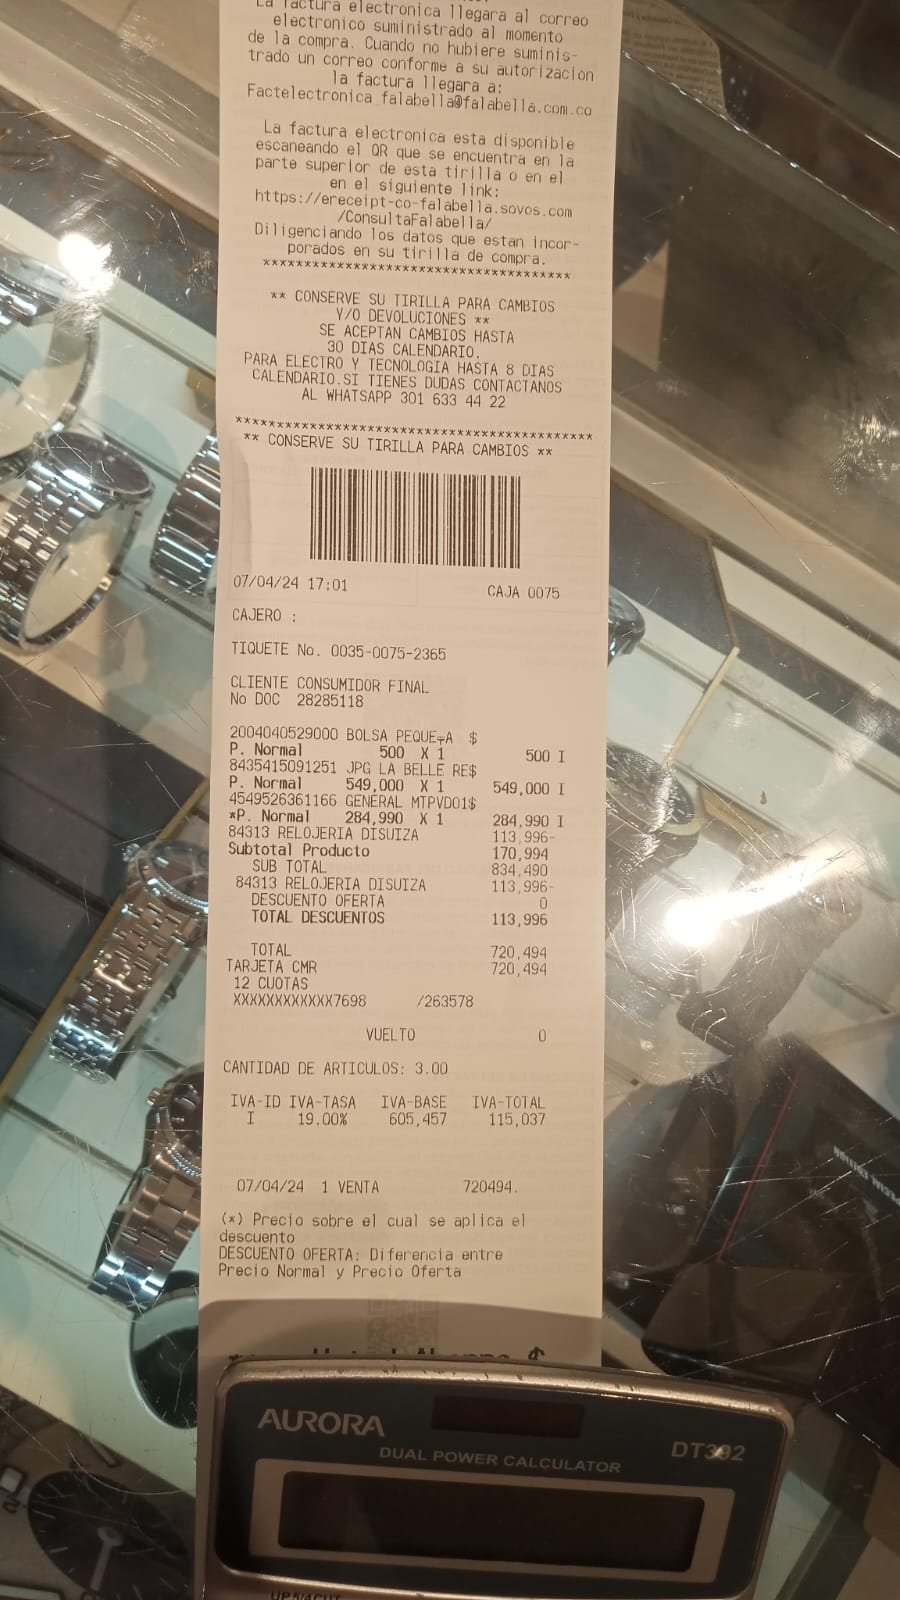 La factura electronica llegara al correo
electronico suministrado al momento
de la compra. Cuando no hubiere suminis-
trado un correo conforme a su autorizacion
la factura llegara a:
Factelectronica_falabella@falabella.com.co
La factura electronica esta disponible
escaneando el QR que se encuentra en la
parte superior de esta tirilla o en el
en el siguiente link:
https://ereceipt-co-falabella.sovos.com
/ConsultaFalabella/
Diligenciando los datos que estan incor-
porados en su tirilla de compra.
*************************************
** CONSERVE SU TIRILLA PARA CAMBIOS
Y/O DEVOLUCIONES **
SE ACEPTAN CAMBIOS HASTA
30 DIAS CALENDARIO.
PARA ELECTRO Y TECNOLOGIA HASTA 8 DIAS
CALENDARIO.SI TIENES DUDAS CONTACTANOS
AL WHATSAPP 301 633 44 22
*******************************************
** CONSERVE SU TIRILLA PARA CAMBIOS **
07/04/24 17:01 CAJA 0075
CAJERO :
TIQUETE No. 0035-0075-2365
CLIENTE CONSUMIDOR FINAL
No DOC 28285118
2004040529000 BOLSA PEQUE╤A $
P. Normal 500 X 1 500 I
8435415091251 JPG LA BELLE RE$
P. Normal 549,000 X 1 549,000 I
4549526361166 GENERAL MTPVD01$
*P. Normal 284,990 X 1 284,990 I
84313 RELOJERIA DISUIZA 113,996-
Subtotal Producto 170,994
SUB TOTAL 834,490
84313 RELOJERIA DISUIZA 113,996-
DESCUENTO OFERTA 0
TOTAL DESCUENTOS 113,996
TOTAL 720,494
TARJETA CMR 720,494
12 CUOTAS
XXXXXXXXXXXX7698 /263578
VUELTO 0
CANTIDAD DE ARTICULOS: 3.00
IVA-ID IVA-TASA IVA-BASE IVA-TOTAL
I 19.00% 605,457 115,037
07/04/24 1 VENTA 720494.
(*) Precio sobre el cual se aplica el
descuento
DESCUENTO OFERTA: Diferencia entre
Precio Normal y Precio Oferta
AURORA
DT392
DUAL POWER CALCULATOR
SPECIAL EDITION